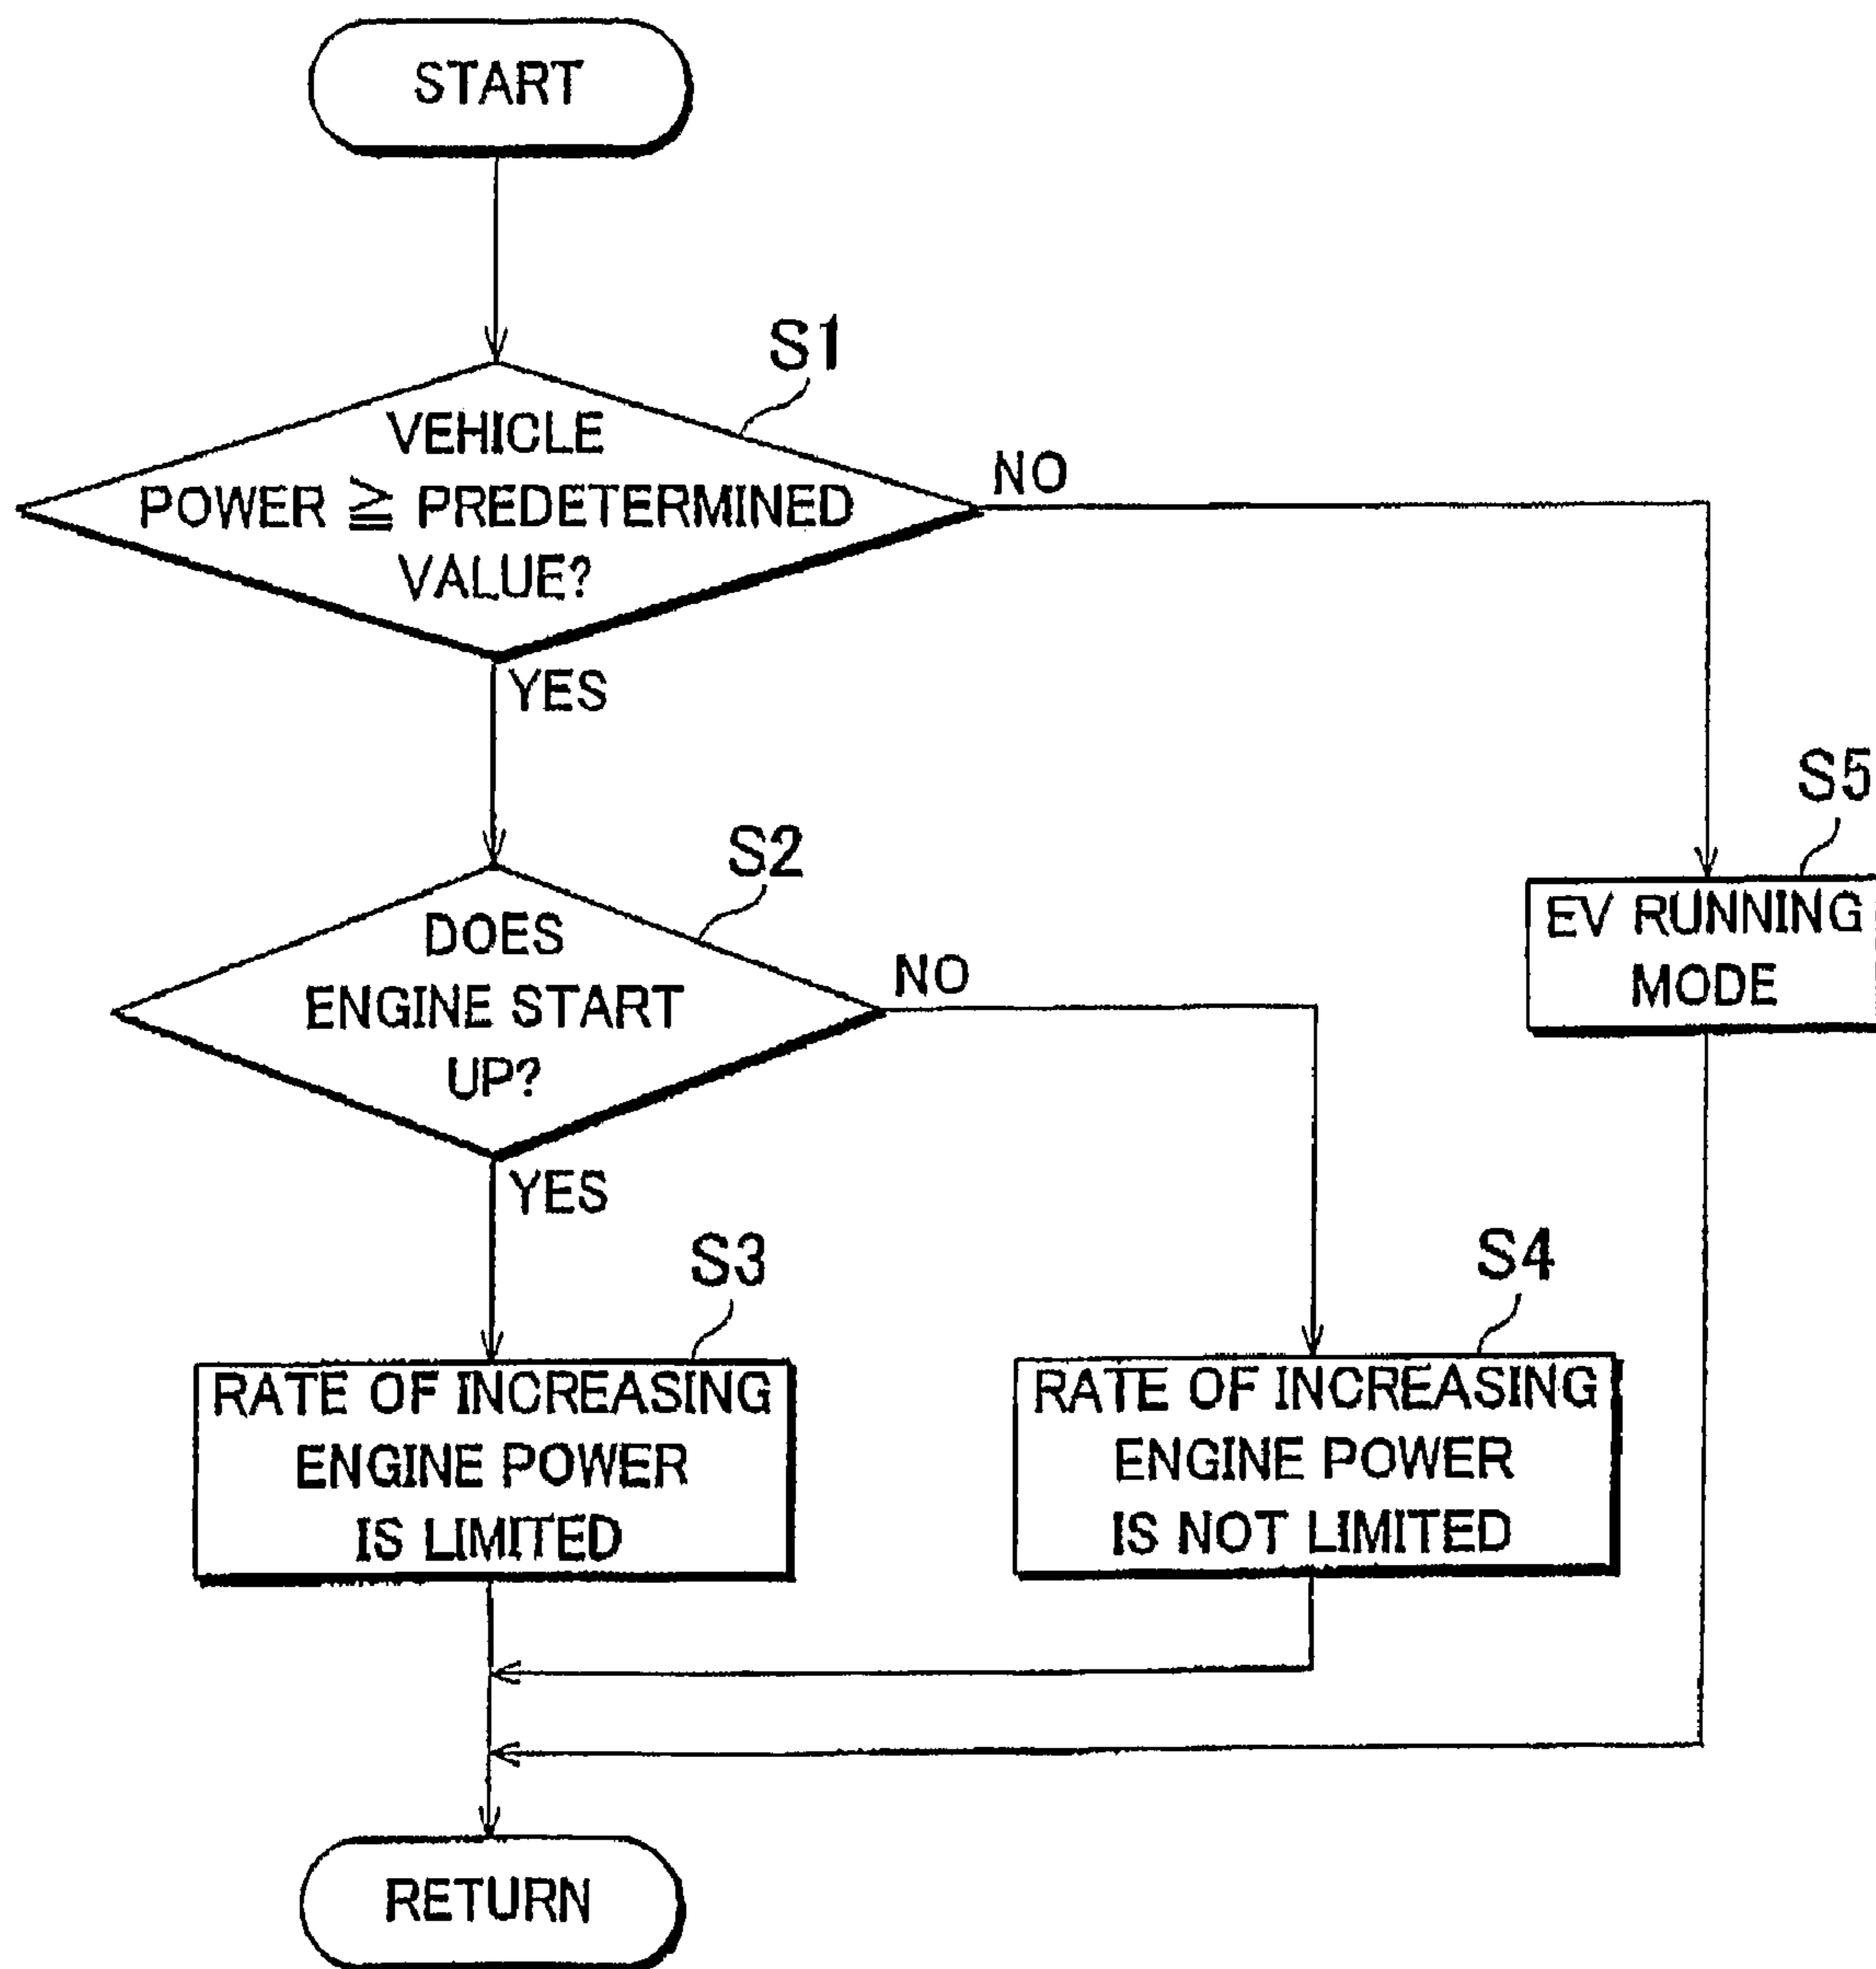 START
S1
VEHICLE
POWER ≧ PREDETERMINED
VALUE?
NO
YES
S2
DOES
ENGINE START
UP?
NO
YES
S5
EV RUNNING
MODE
S3
RATE OF INCREASING
ENGINE POWER
IS LIMITED
S4
RATE OF INCREASING
ENGINE POWER
IS NOT LIMITED
RETURN